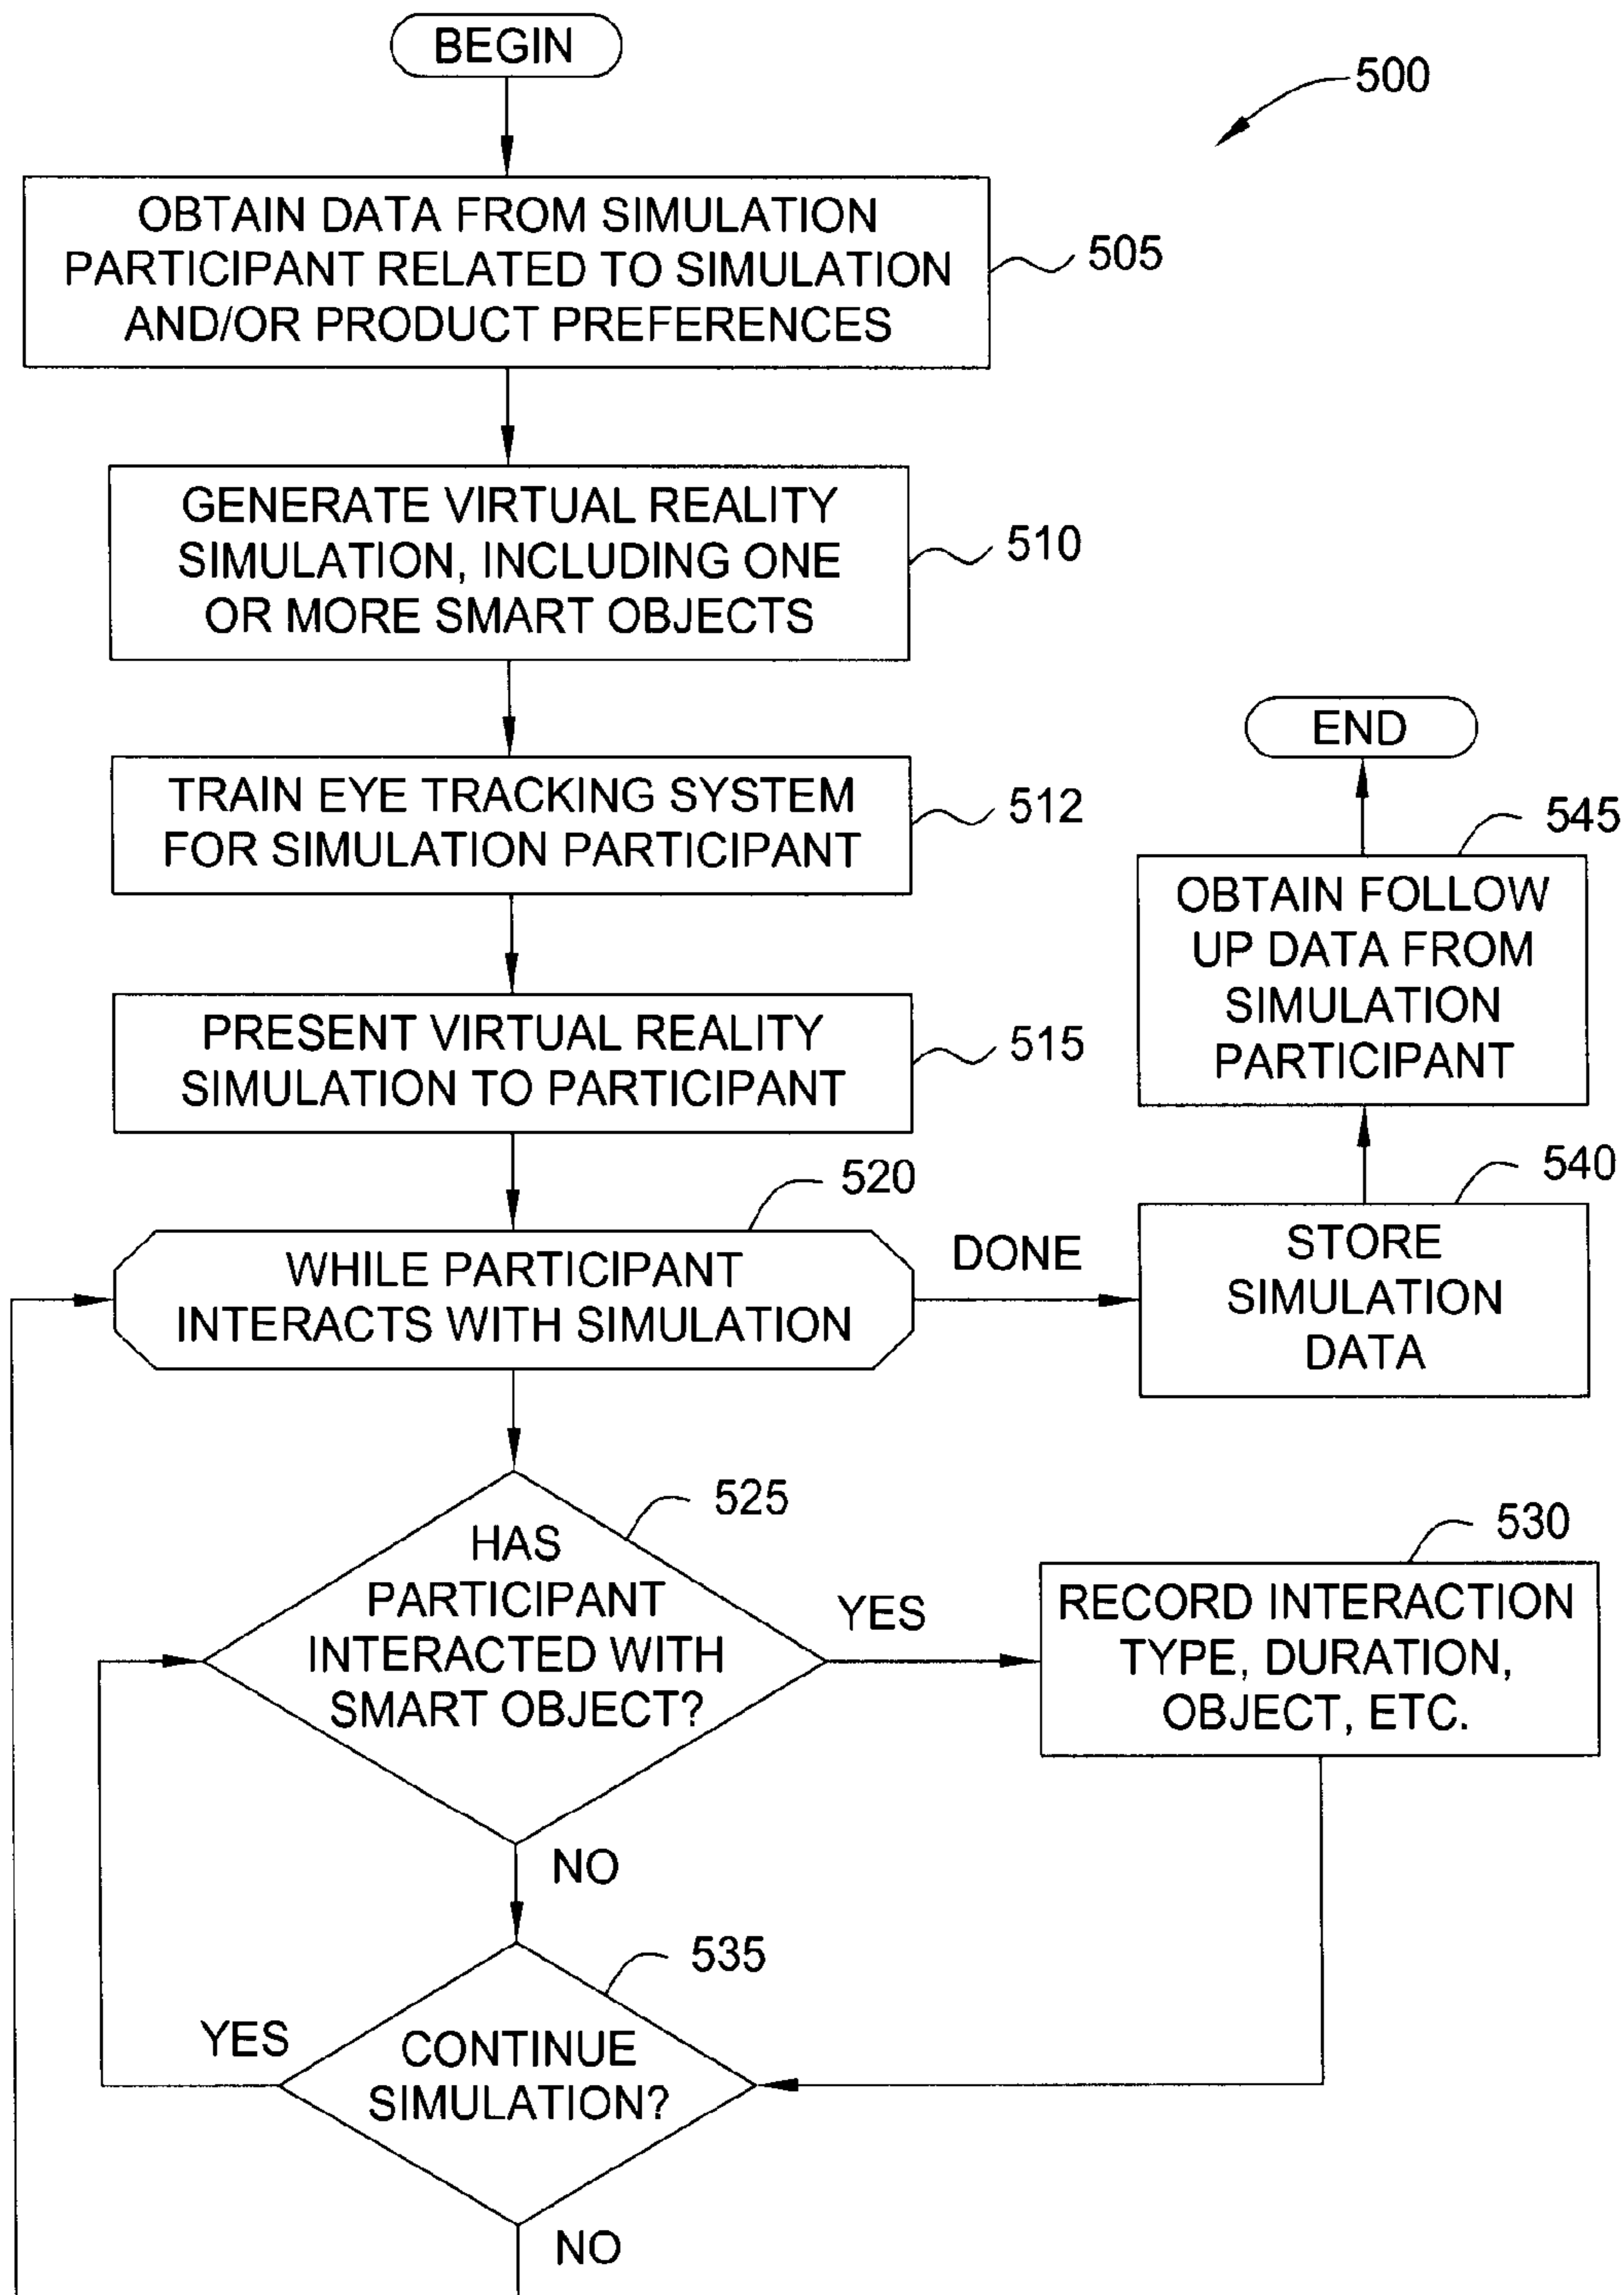 BEGIN
500
OBTAIN DATA FROM SIMULATION
PARTICIPANT RELATED TO SIMULATION
AND/OR PRODUCT PREFERENCES
505
GENERATE VIRTUAL REALITY
SIMULATION, INCLUDING ONE
OR MORE SMART OBJECTS
510
TRAIN EYE TRACKING SYSTEM
FOR SIMULATION PARTICIPANT
512
PRESENT VIRTUAL REALITY
SIMULATION TO PARTICIPANT
515
WHILE PARTICIPANT
INTERACTS WITH SIMULATION
520
DONE
STORE
SIMULATION
DATA
540
OBTAIN FOLLOW
UP DATA FROM
SIMULATION
PARTICIPANT
545
END
HAS
PARTICIPANT
INTERACTED WITH
SMART OBJECT?
525
YES
RECORD INTERACTION
TYPE, DURATION,
OBJECT, ETC.
530
NO
CONTINUE
SIMULATION?
535
YES
NO